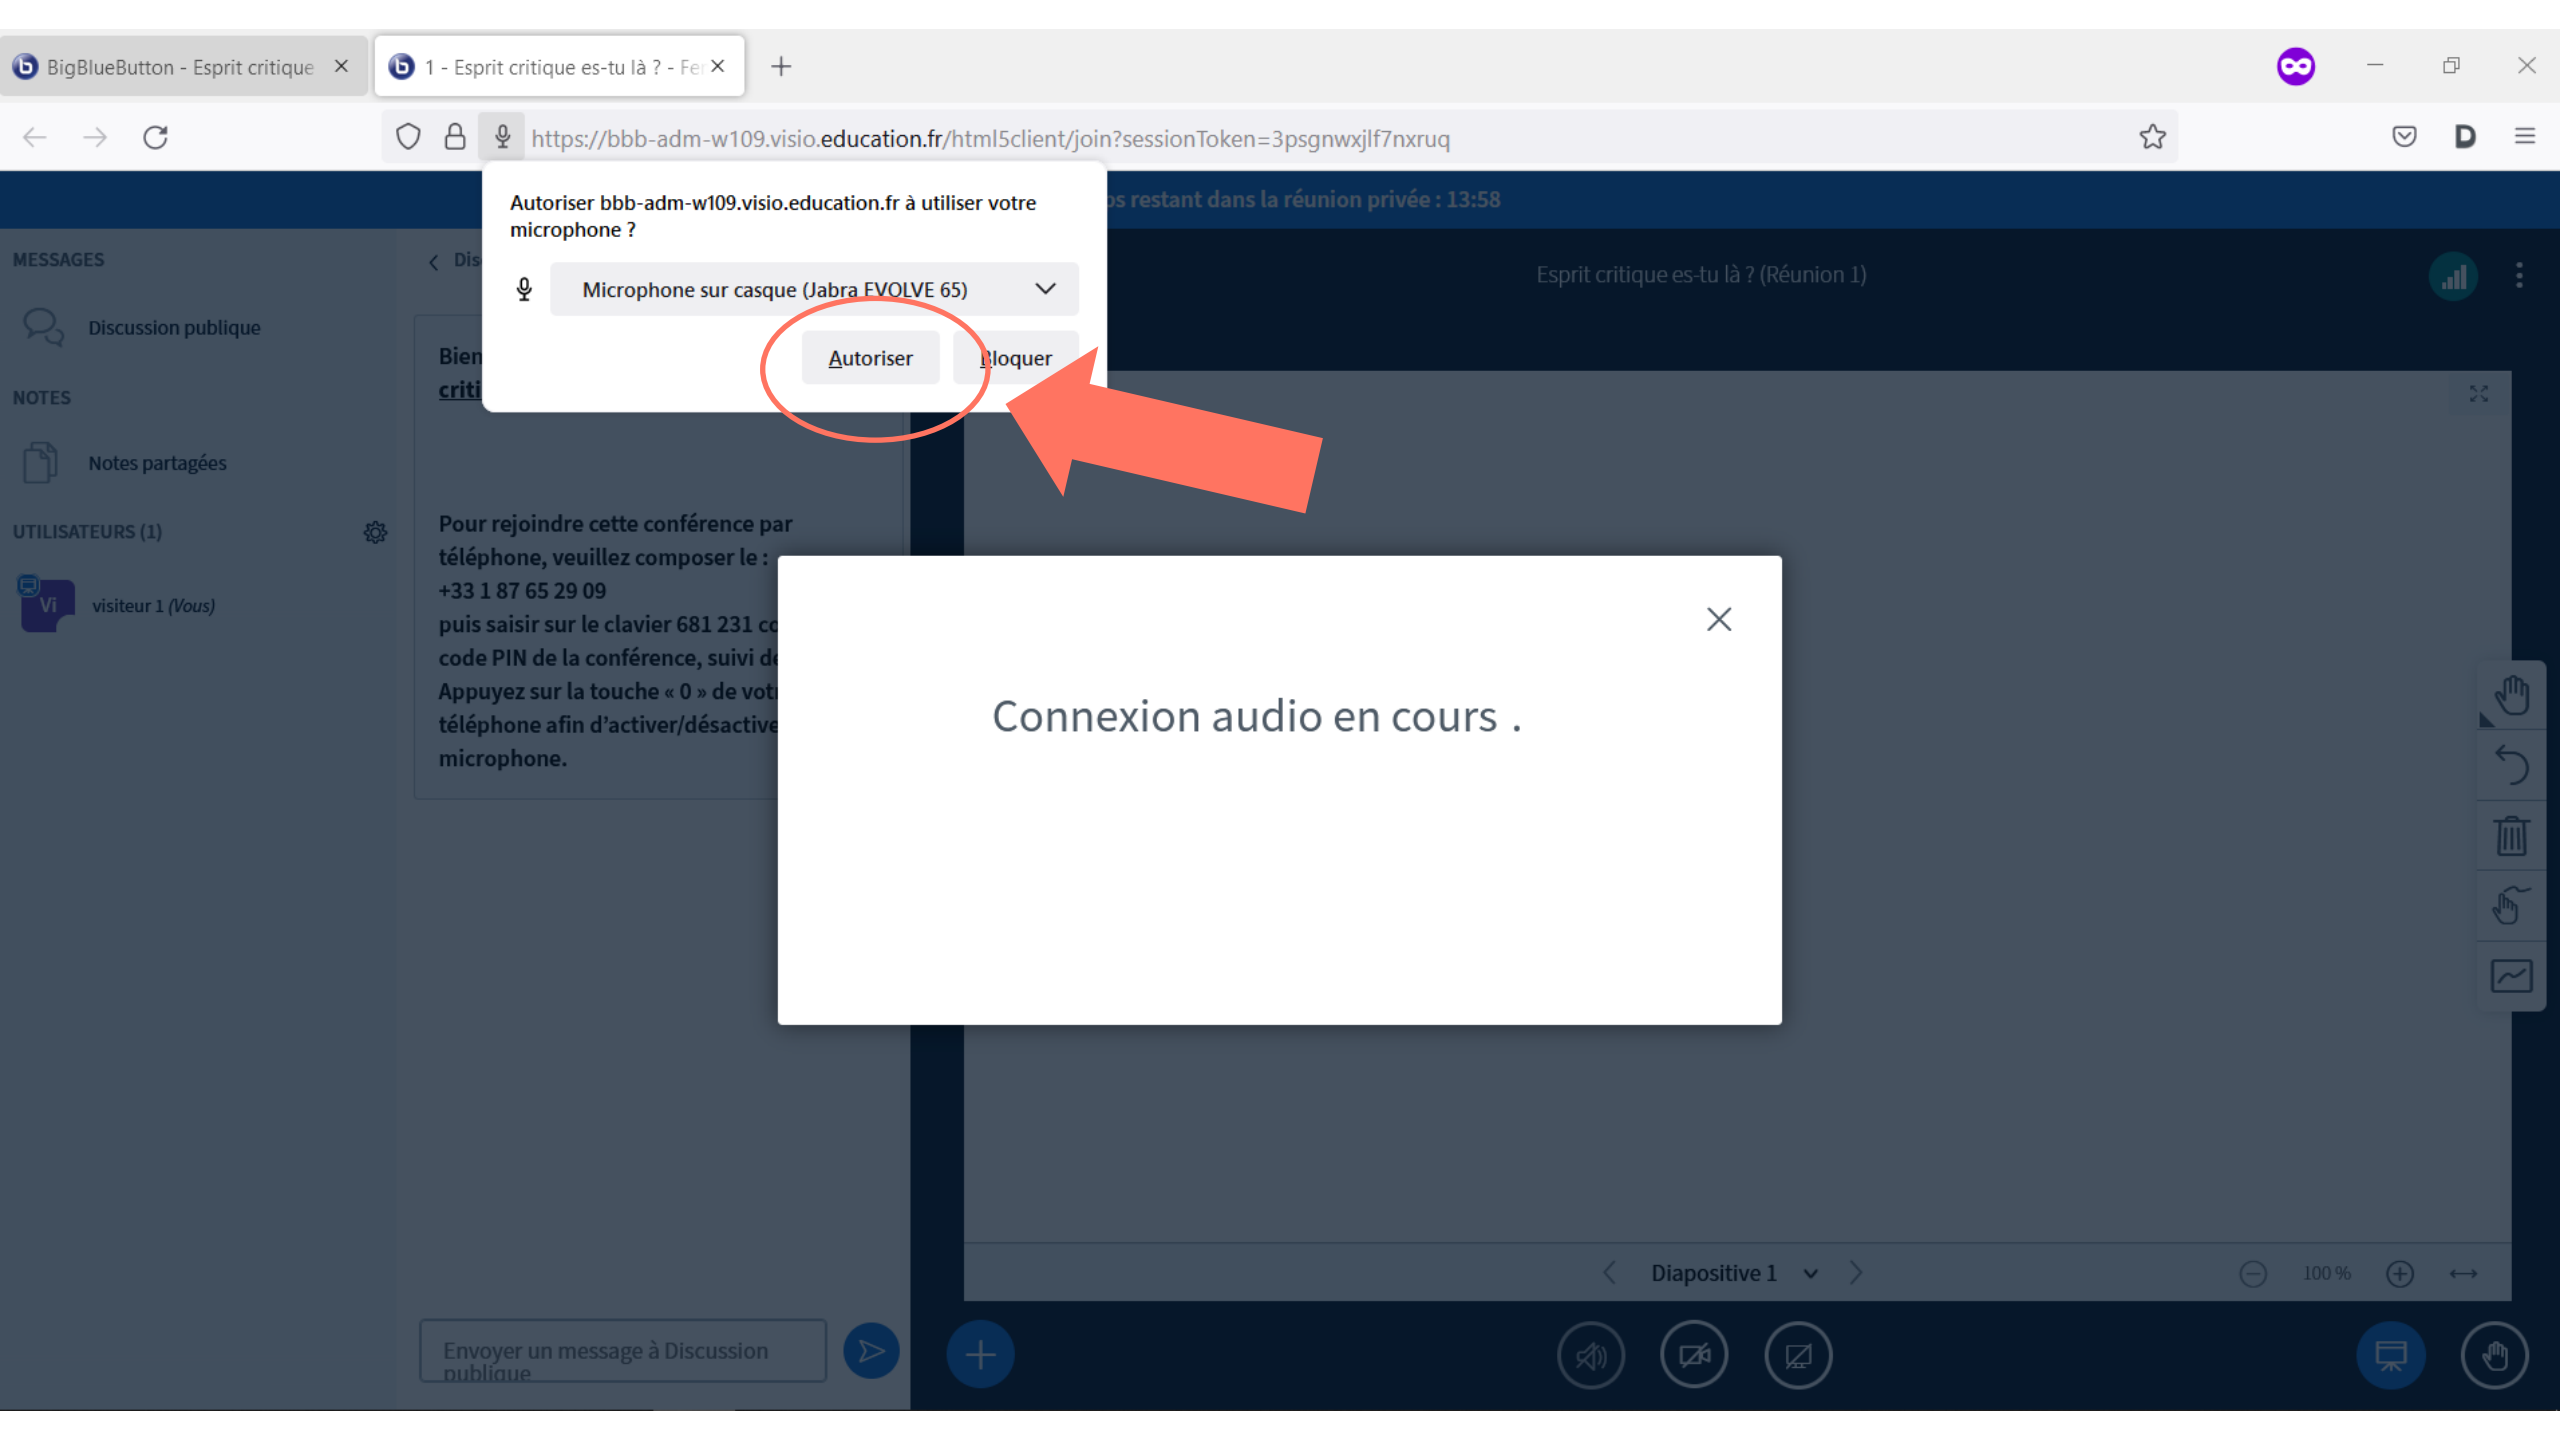 BigBlueButton - Esprit critique
1 - Esprit critique es-tu là ? - Fer
https://bbb-adm-w109.visio.education.fr/html5client/join?sessionToken=3psgnwxjlf7nxruq
D
Autoriser bbb-adm-w109.visio.education.fr à utiliser votre
microphone ?
Microphone sur casque (Jabra EVOLVE 65)
Autoriser
Bloquer
restant dans la réunion privée : 13:58
Esprit critique es-tu là ? (Réunion 1)
MESSAGES
Discussion publique
NOTES
Notes partagées
UTILISATEURS (1)
Vi
visiteur 1 (Vous)
Dis
Bien
criti
Pour rejoindre cette conférence par
téléphone, veuillez composer le :
+33 1 87 65 29 09
puis saisir sur le clavier 681 231 co
code PIN de la conférence, suivi de
Appuyez sur la touche « 0 » de vot
téléphone afin d'activer/désactive
microphone.
Connexion audio en cours .
Diapositive 1
100 %
Envoyer un message à Discussion
publique